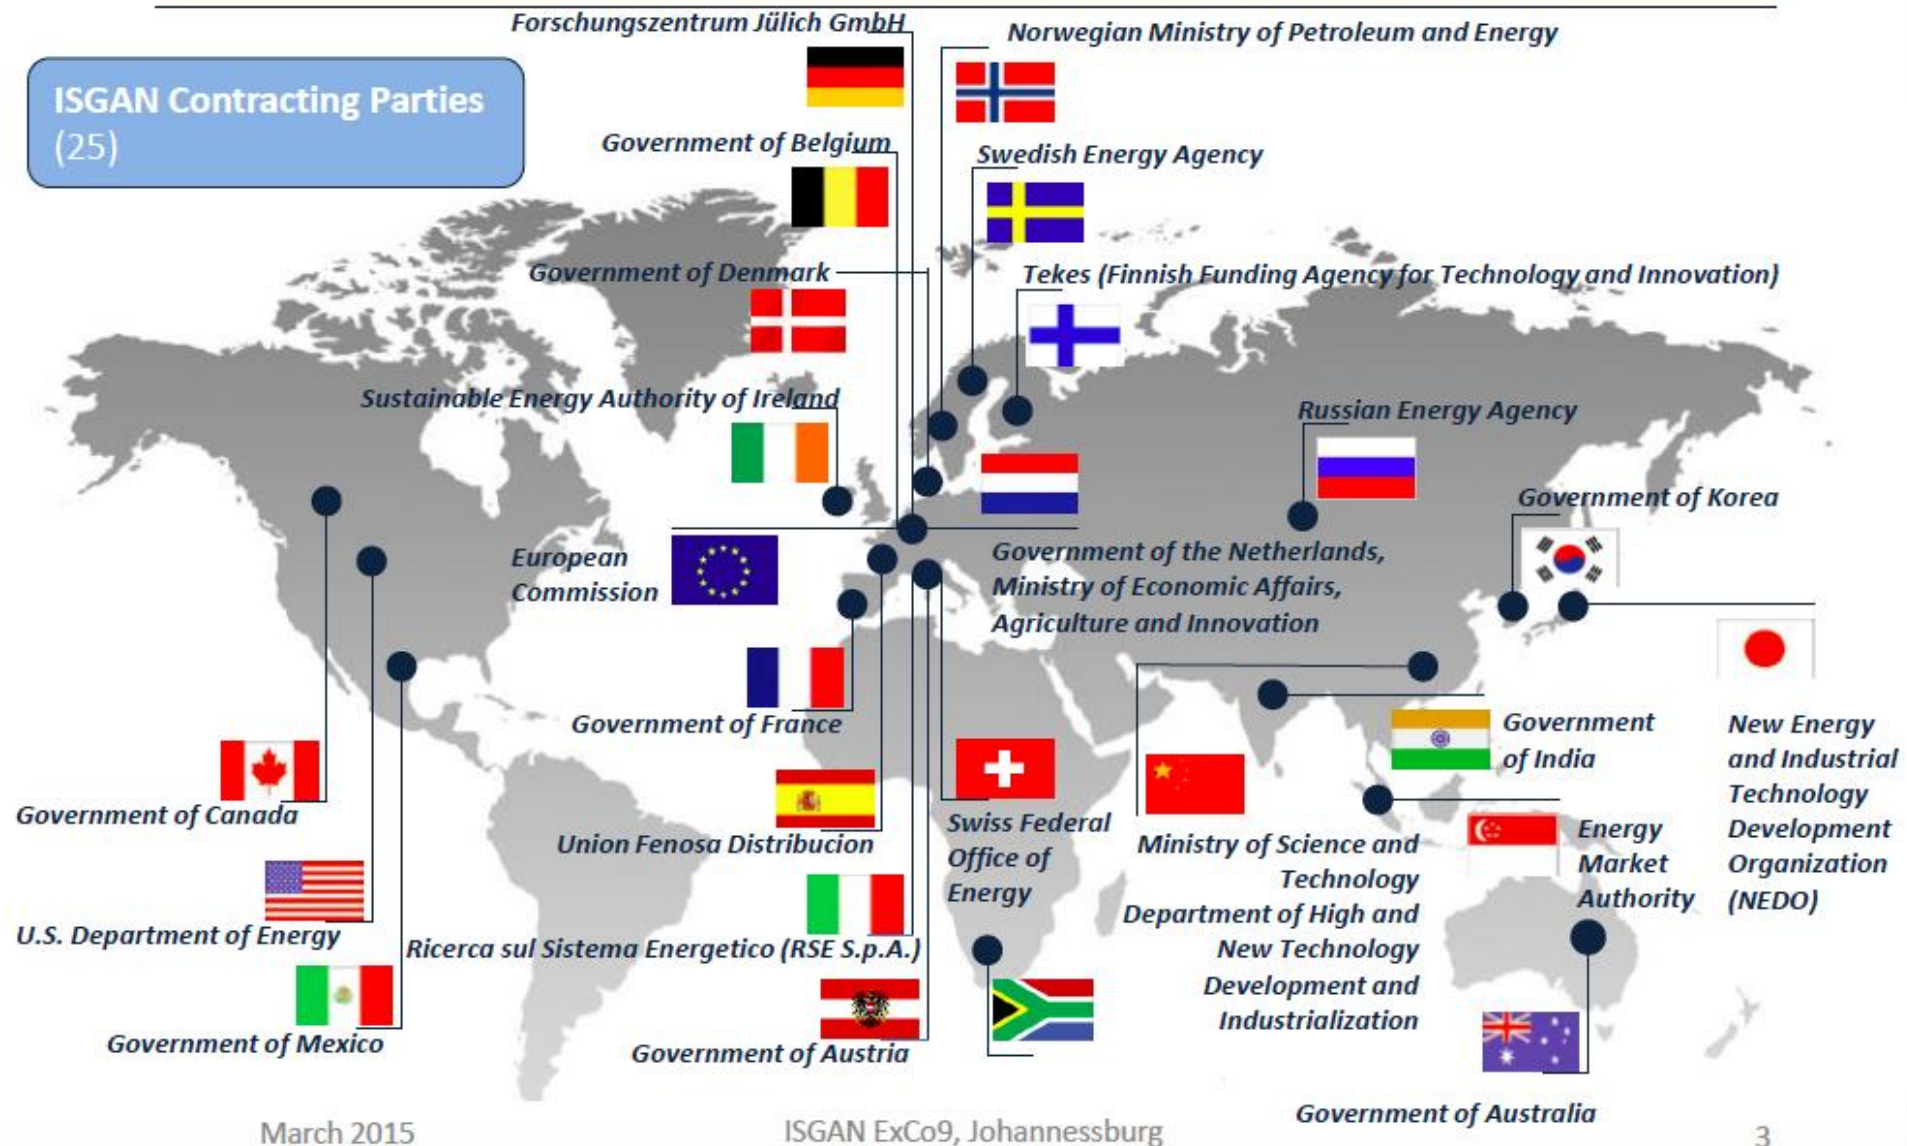 Forschungszentrum Jülich GmbH
Norwegian Ministry of Petroleum and Energy
ISGAN Contracting Parties
(25)
Government of Belgium
Swedish Energy Agency
Government of Denmark
Tekes (Finnish Funding Agency for Technology and Innovation)
Sustainable Energy Authority of Ireland
Russian Energy Agency
Government of Korea
European
Commission
Government of the Netherlands,
Ministry of Economic Affairs,
Agriculture and Innovation
Government of France
Government
of India
New Energy
and Industrial
Technology
Development
Organization
(NEDO)
Government of Canada
Union Fenosa Distribucion
Swiss Federal
Office of
Energy
Ministry of Science and
Technology
Department of High and
New Technology
Development and
Industrialization
Energy
Market
Authority
U.S. Department of Energy
Ricerca sul Sistema Energetico (RSE S.p.A.)
Government of Mexico
Government of Austria
Government of Australia
March 2015
ISGAN ExCo9, Johannessburg
3